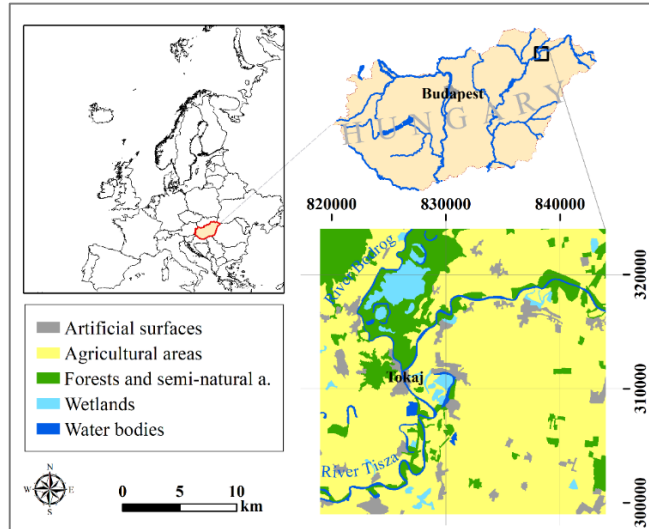 Budapest
HUNGARY
820000 830000 840000
320000
310000
300000
River Bodrog
Tokaj
River Tisza
Artificial surfaces
Agricultural areas
Forests and semi-natural a.
Wetlands
Water bodies
N
W E
S
0 5 10
km